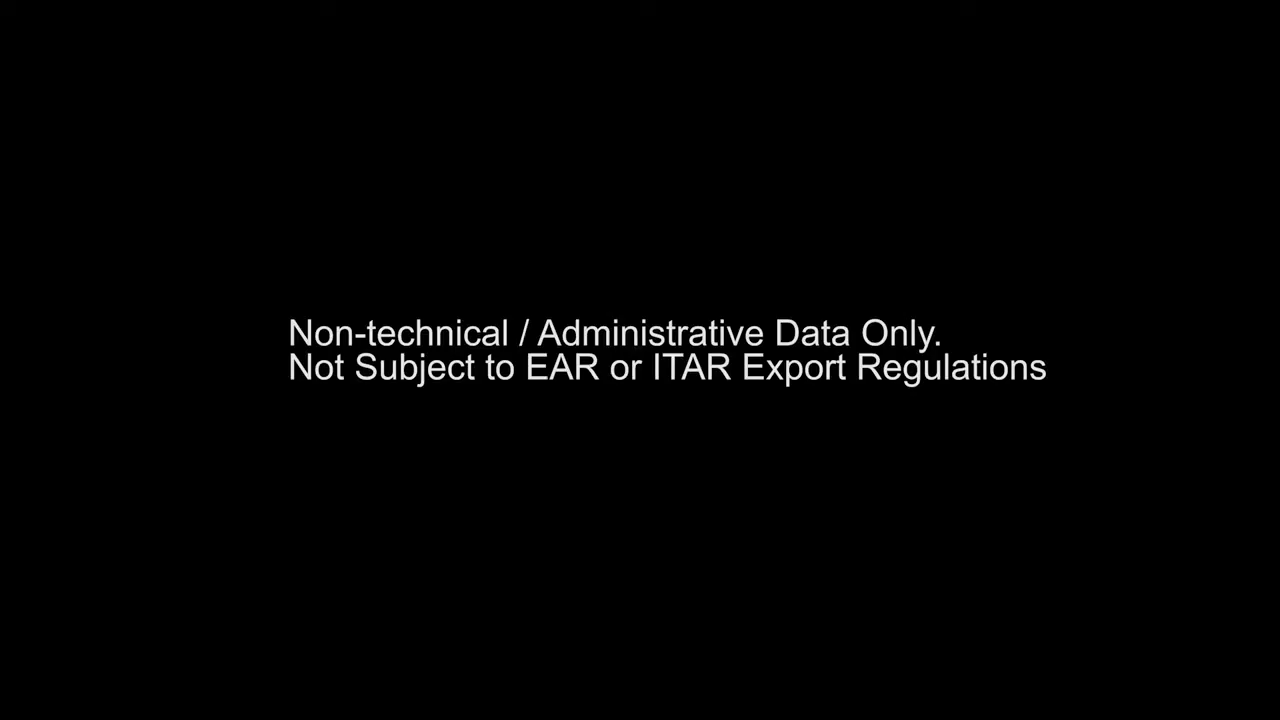 Non-technical / Administrative Data Only.
Not Subject to EAR or ITAR Export Regulations